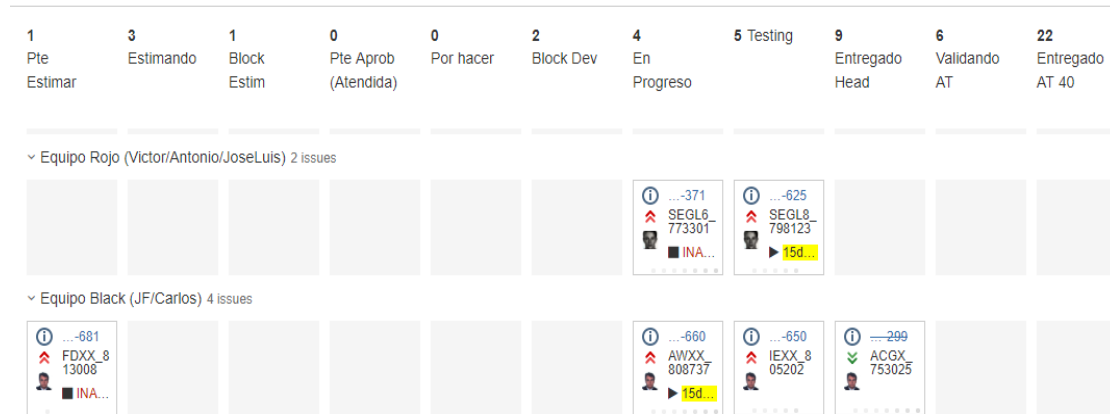 1
Pte
Estimar
3
Estimando
1
Block
Estim
0
Pte Aprob
(Atendida)
0
Por hacer
2
Block Dev
4
En
Progreso
5 Testing
9
Entregado
Head
6
Validando
AT
22
Entregado
AT 40
Equipo Rojo (Victor/Antonio/JoseLuis) 2 issues
...-371
SEGL6_
773301
INA...
...-625
SEGL8_
798123
15d...
Equipo Black (JF/Carlos) 4 issues
...-681
FDXX_8
13008
INA...
...-660
AWXX_
808737
15d...
...-650
IEXX_8
05202
...-299
ACGX_
753025